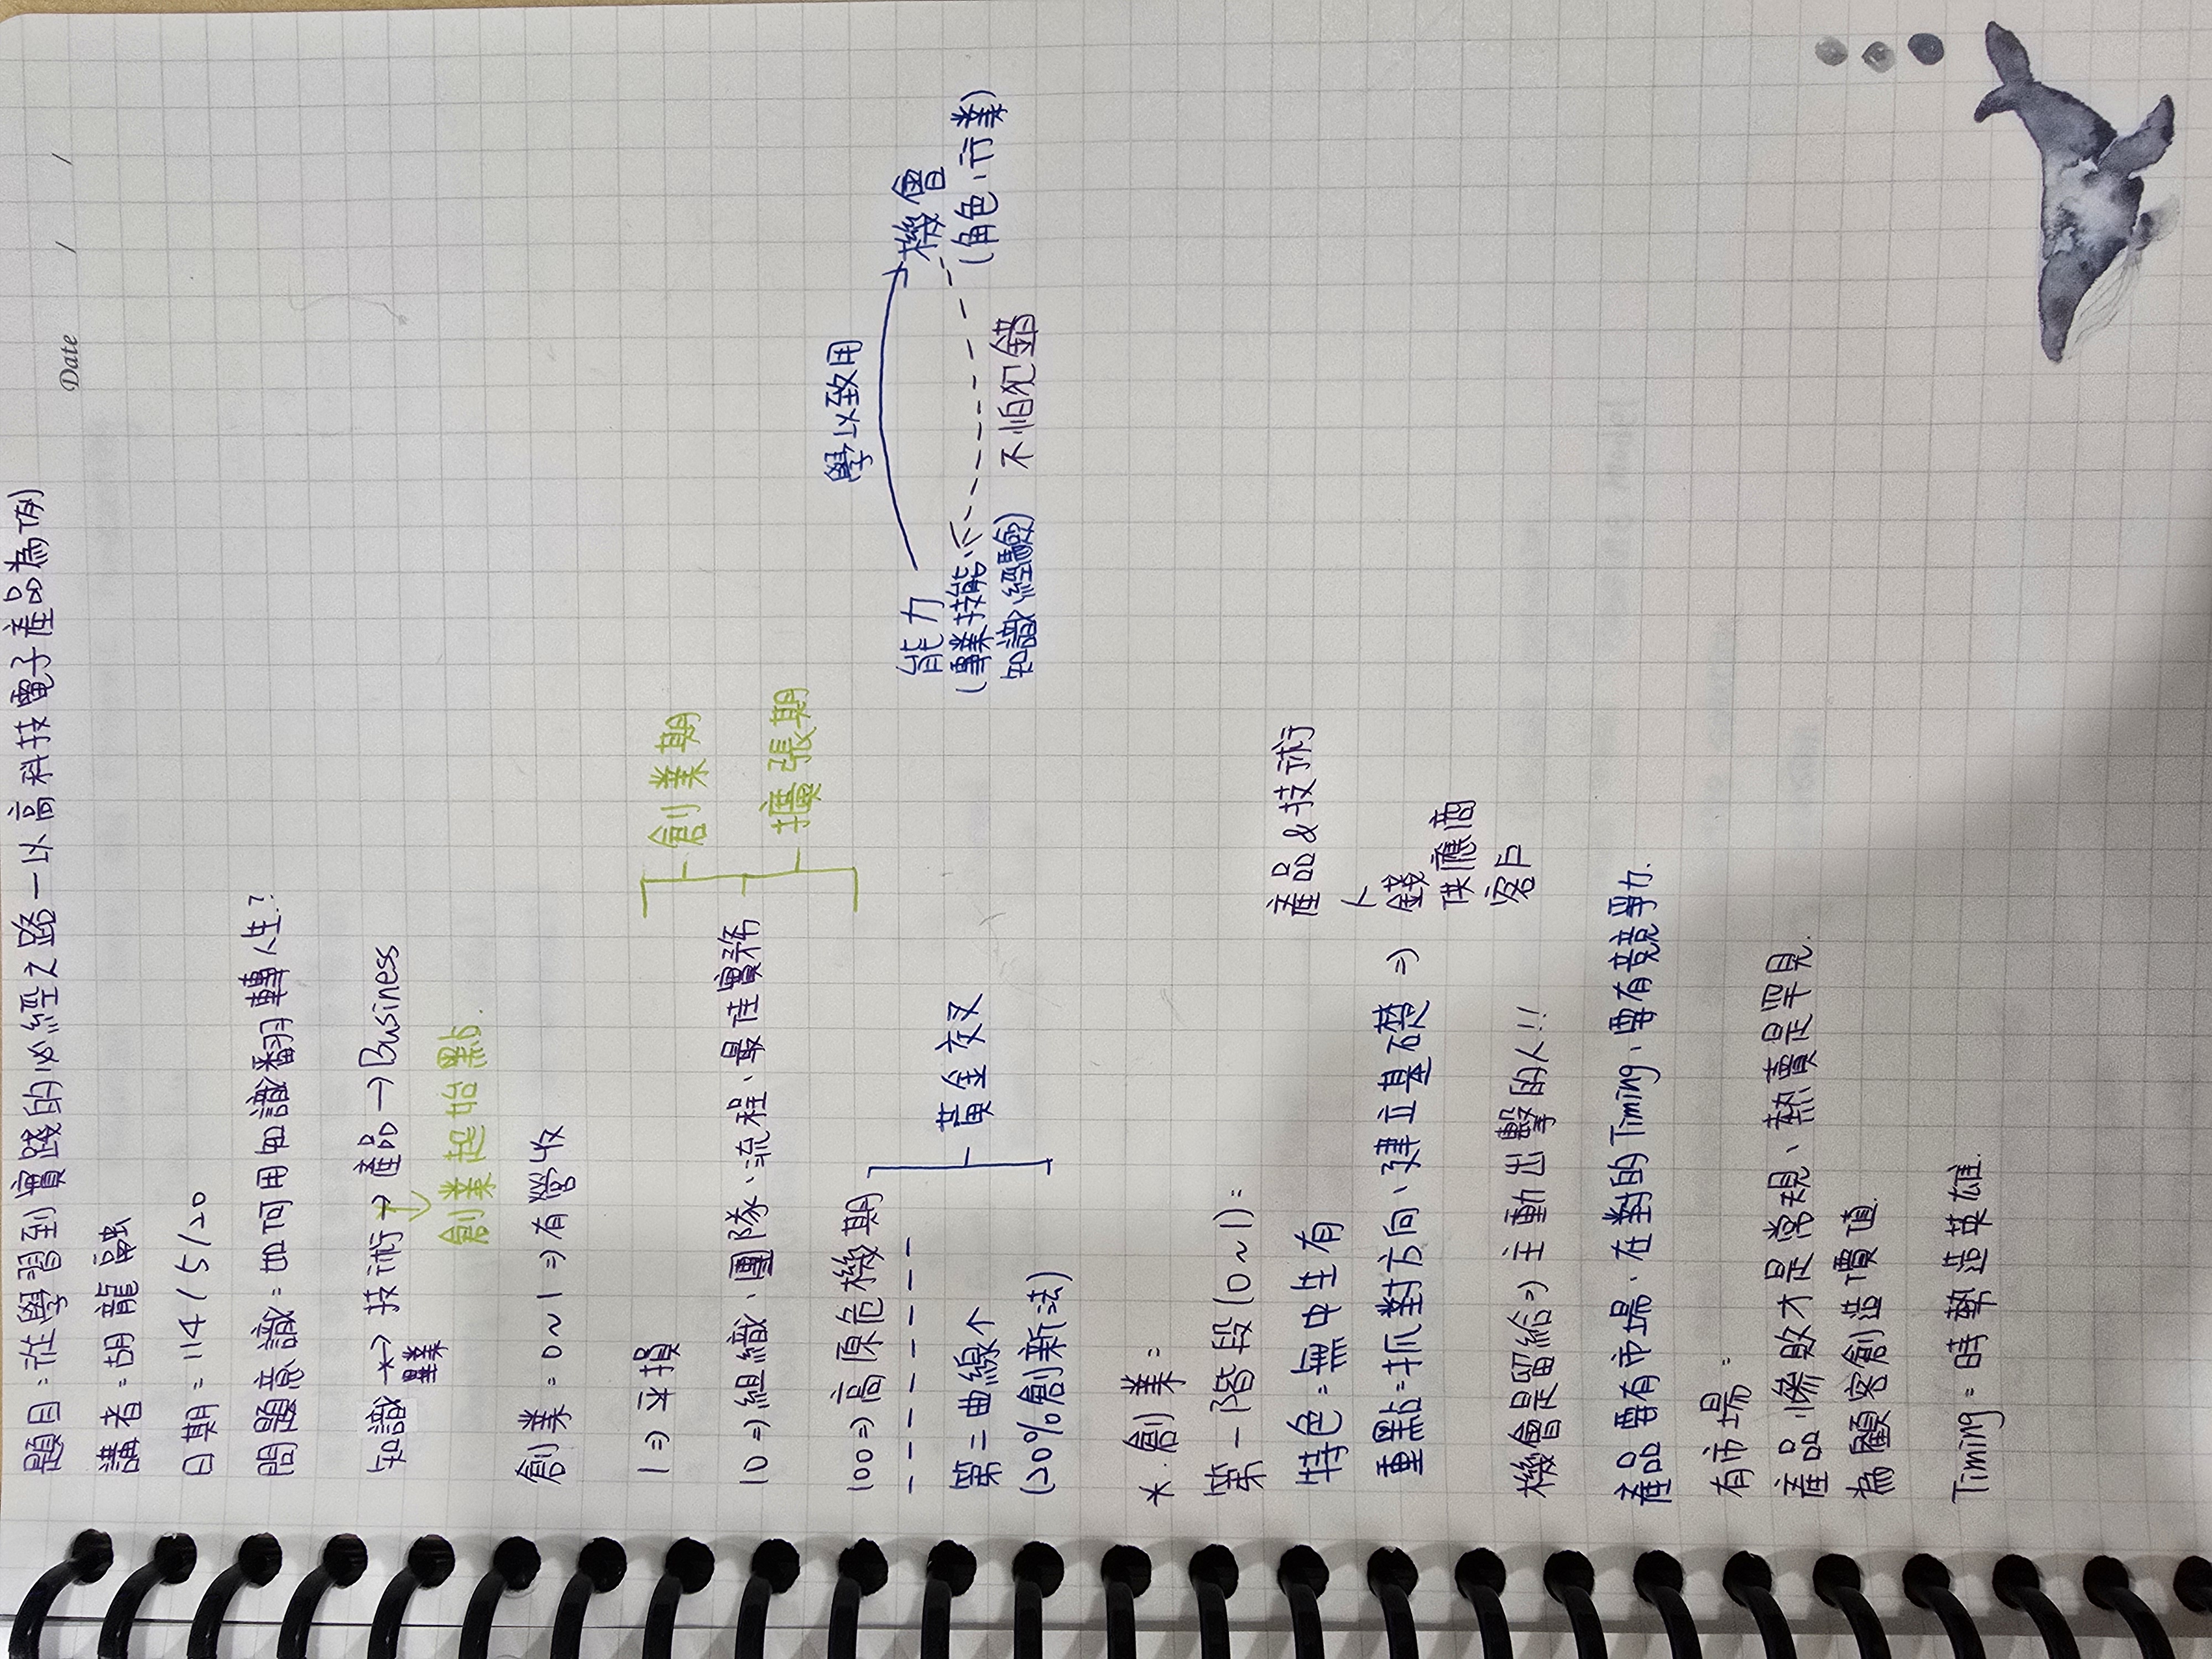 題目：從學習到實踐的必經之路－以高科技電子產品為例
Date / /
講者：胡龍融
日期：114/5/20
問題意識：如何用知識翻轉人生？
知識 → 技術 → 產品 → Business
畢業
創業起始點.
創業：0～1 ⇒ 有營收
1 ⇒ 平損
創業期
10 ⇒ 組織、團隊、流程、最佳實務
擴張期
100 ⇒ 高原危機期
第二曲線个
(20%創新法)
黃金交叉
學以致用
能力
(專業技能、
知識、經驗)
機會
(角色、行業)
不怕犯錯
*. 創業：
第一階段(0～1)：
特色：無中生有
重點：抓對方向、建立基礎 ⇒
產品&技術
人
錢
供應商
客戶
機會是留給 ⇒ 主動出擊的人!!
產品要有市場、在對的Timing、要有競爭力.
有市場：
產品慘敗才是常規、熱賣是罕見.
為顧客創造價值.
Timing：時勢造英雄.